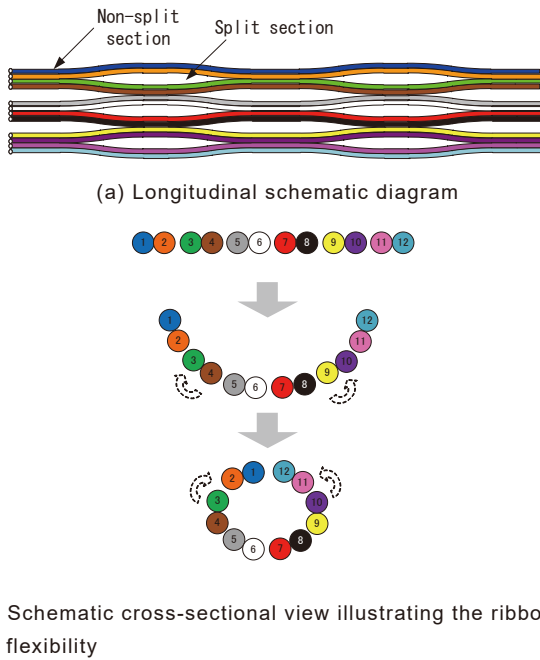 Non-split
section
Split section
(a) Longitudinal schematic diagram
1 2 3 4 5 6 7 8 9 10 11 12
1 12
2 11
3 10
4 9
5 6 7 8
2 1 12 11
3 10
4 9
5 8
6 7
Schematic cross-sectional view illustrating the ribbo
flexibility